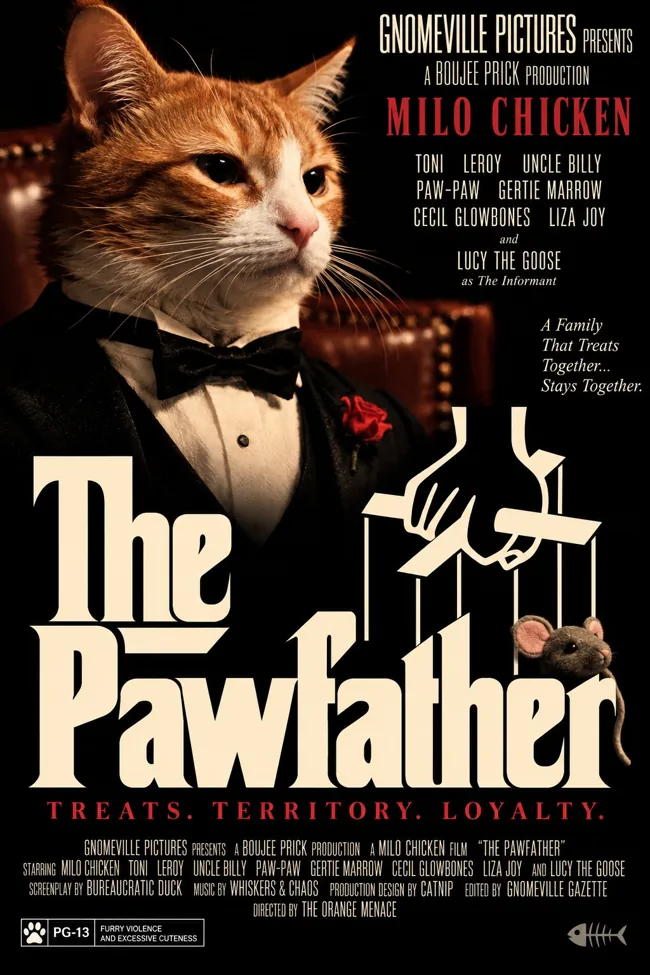 GNOMEVILLE PICTURES PRESENTS
A BOUJEE PRICK PRODUCTION
MILO CHICKEN
TONI LEROY UNCLE BILLY
PAW-PAW GERTIE MARROW
CECIL GLOWBONES LIZA JOY
and
LUCY THE GOOSE
as The Informant
A Family
That Treats
Together...
Stays Together.
The
Pawfather
TREATS. TERRITORY. LOYALTY.
GNOMEVILLE PICTURES PRESENTS A BOUJEE PRICK PRODUCTION A MILO CHICKEN FILM "THE PAWFATHER"
STARRING MILO CHICKEN TONI LEROY UNCLE BILLY PAW-PAW GERTIE MARROW CECIL GLOWBONES LIZA JOY AND LUCY THE GOOSE
SCREENPLAY BY BUREAUCRATIC DUCK MUSIC BY WHISKERS & CHAOS PRODUCTION DESIGN BY CATNIP EDITED BY GNOMEVILLE GAZETTE
DIRECTED BY THE ORANGE MENACE
PG-13
FURRY VIOLENCE
AND EXCESSIVE CUTENESS